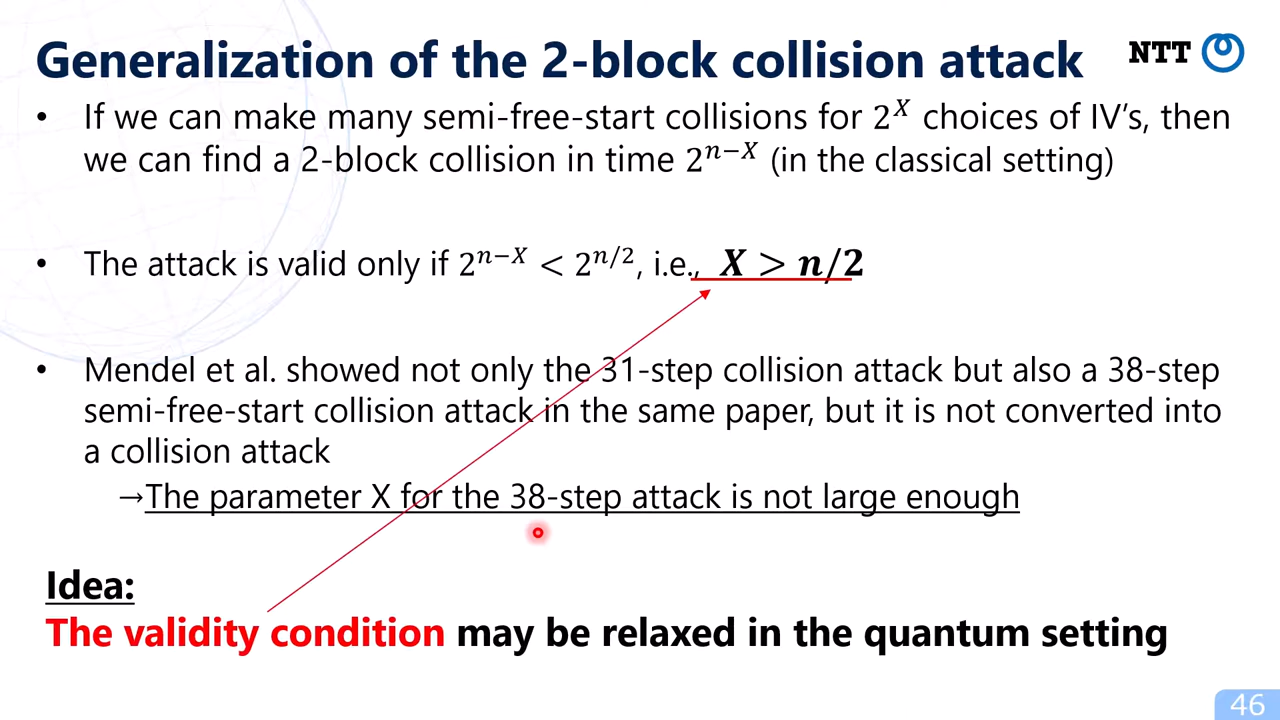 Generalization of the 2-block collision attack
NTT
• If we can make many semi-free-start collisions for 2^X choices of IV's, then
we can find a 2-block collision in time 2^{n−X} (in the classical setting)
• The attack is valid only if 2^{n−X} < 2^{n/2}, i.e., X > n/2
• Mendel et al. showed not only the 31-step collision attack but also a 38-step
semi-free-start collision attack in the same paper, but it is not converted into
a collision attack
→The parameter X for the 38-step attack is not large enough
Idea:
The validity condition may be relaxed in the quantum setting
46